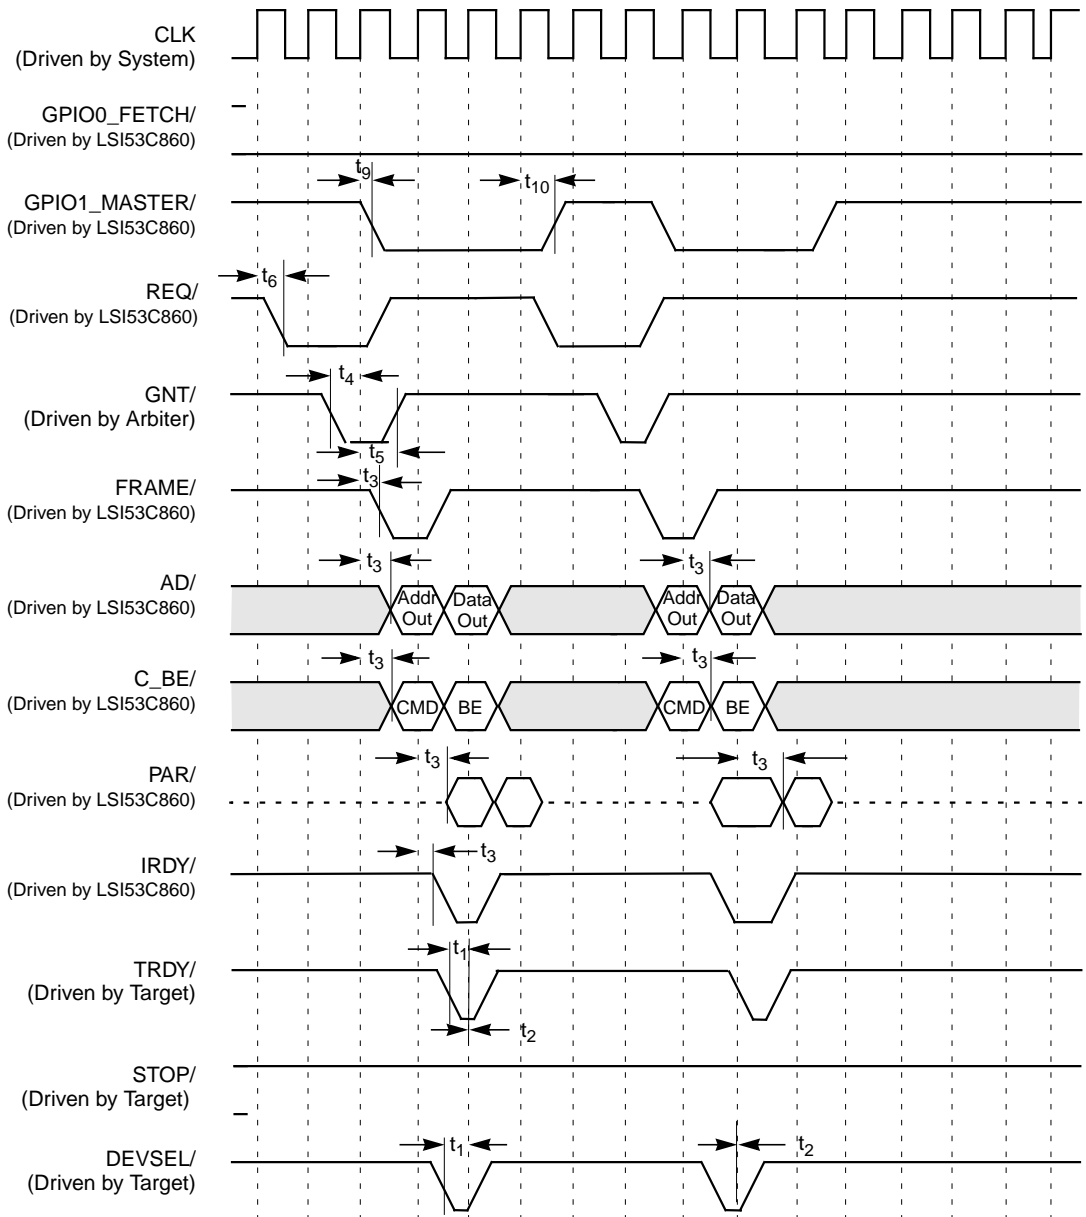 CLK
(Driven by System)
GPIO0_FETCH/
(Driven by LSI53C860)
t9
t10
GPIO1_MASTER/
(Driven by LSI53C860)
t6
REQ/
(Driven by LSI53C860)
t4
GNT/
(Driven by Arbiter)
t5
t3
FRAME/
(Driven by LSI53C860)
t3
t3
AD/
(Driven by LSI53C860)
Addr
Out
Data
Out
Addr
Out
Data
Out
t3
t3
C_BE/
(Driven by LSI53C860)
CMD
BE
CMD
BE
t3
t3
PAR/
(Driven by LSI53C860)
t3
IRDY/
(Driven by LSI53C860)
t1
TRDY/
(Driven by Target)
t2
STOP/
(Driven by Target)
t1
t2
DEVSEL/
(Driven by Target)